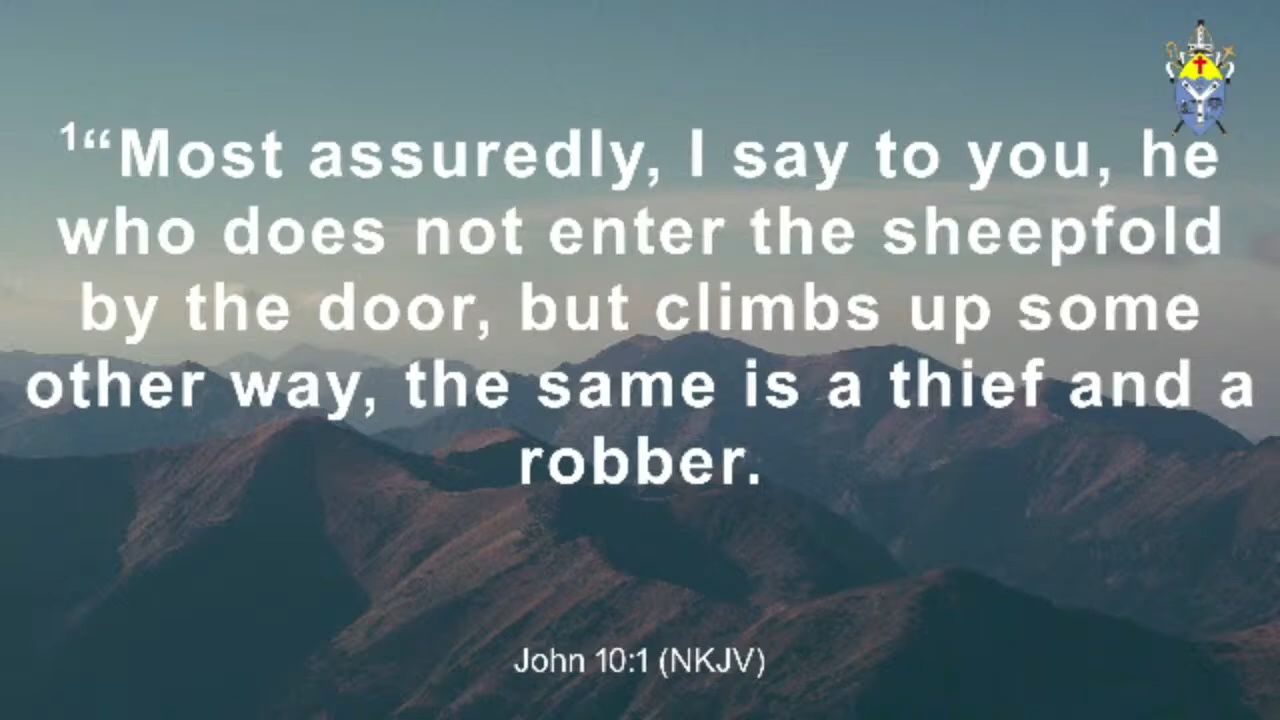 1“Most assuredly, I say to you, he
who does not enter the sheepfold
by the door, but climbs up some
other way, the same is a thief and a
robber.
John 10:1 (NKJV)